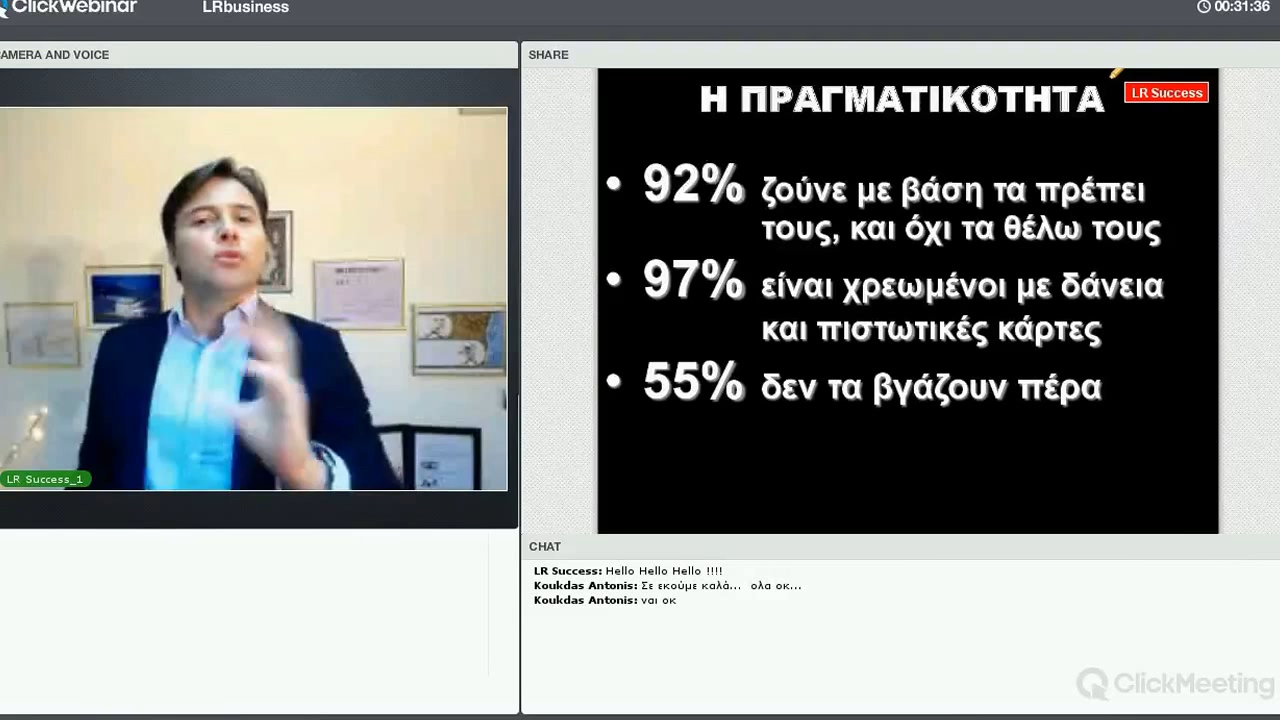 ClickWebinar
LRbusiness
00:31:36
AMERA AND VOICE
SHARE
Η ΠΡΑΓΜΑΤΙΚΟΤΗΤΑ
LR Success
• 92% ζούνε με βάση τα πρέπει
τους, και όχι τα θέλω τους
• 97% είναι χρεωμένοι με δάνεια
και πιστωτικές κάρτες
• 55% δεν τα βγάζουν πέρα
LR Success_1
CHAT
LR Success: Hello Hello Hello !!!!
Koukdas Antonis: Σε εκούμε καλά... ολα οκ...
Koukdas Antonis: ναι οκ
ClickMeeting